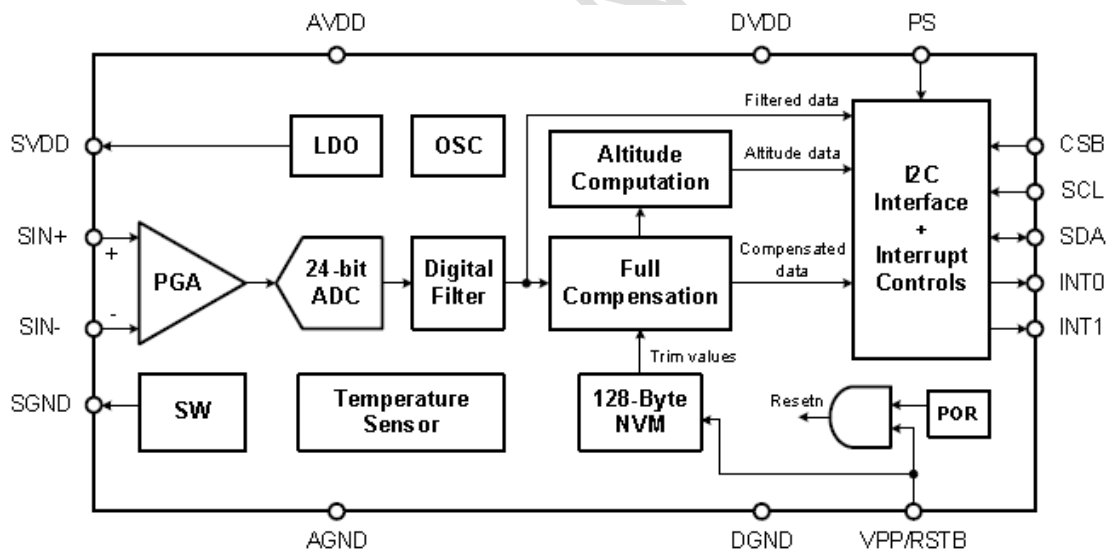 AVDD
DVDD
PS
Filtered data
SVDD
LDO
OSC
Altitude
Computation
Altitude data
I2C
Interface
+
Interrupt
Controls
CSB
SCL
SDA
INT0
INT1
SIN+
+
PGA
24-bit
ADC
Digital
Filter
Full
Compensation
Compensated
data
SIN-
-
Trim values
SGND
SW
Temperature
Sensor
128-Byte
NVM
Resetn
POR
AGND
DGND
VPP/RSTB